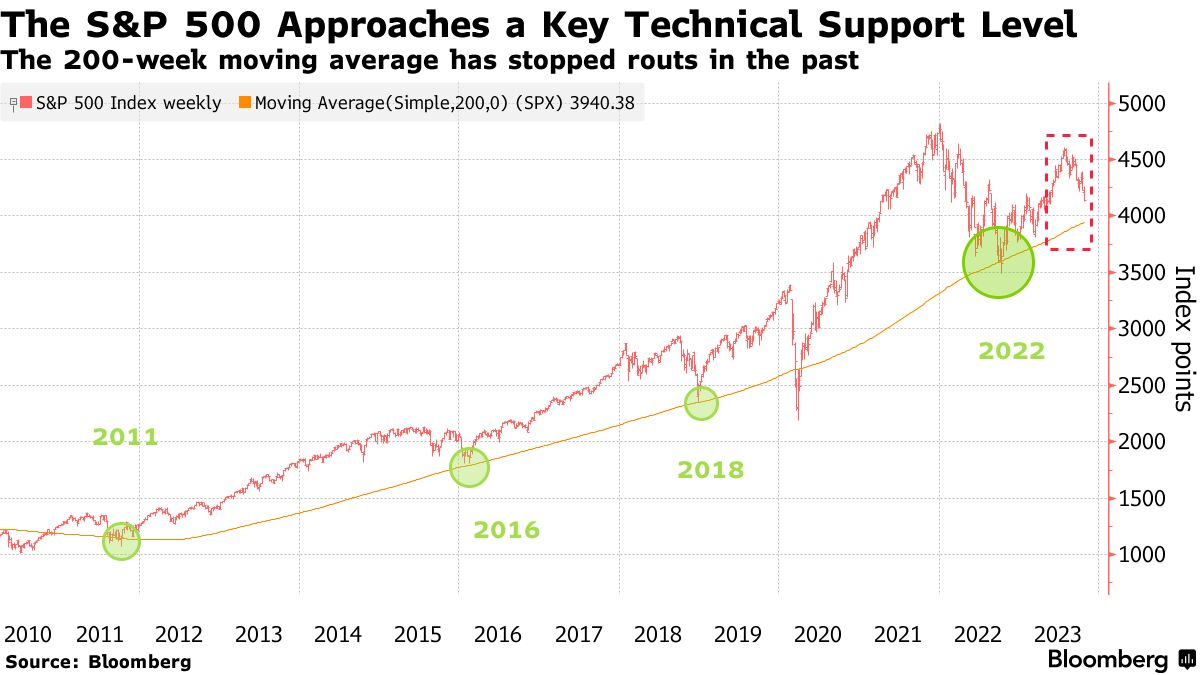 The S&P 500 Approaches a Key Technical Support Level
The 200-week moving average has stopped routs in the past
S&P 500 Index weekly Moving Average(Simple,200,0) (SPX) 3940.38
5000
4500
4000
3500
3000
2500
2000
1500
1000
Index points
2011
2016
2018
2022
2010 2011 2012 2013 2014 2015 2016 2017 2018 2019 2020 2021 2022 2023
Source: Bloomberg
Bloomberg